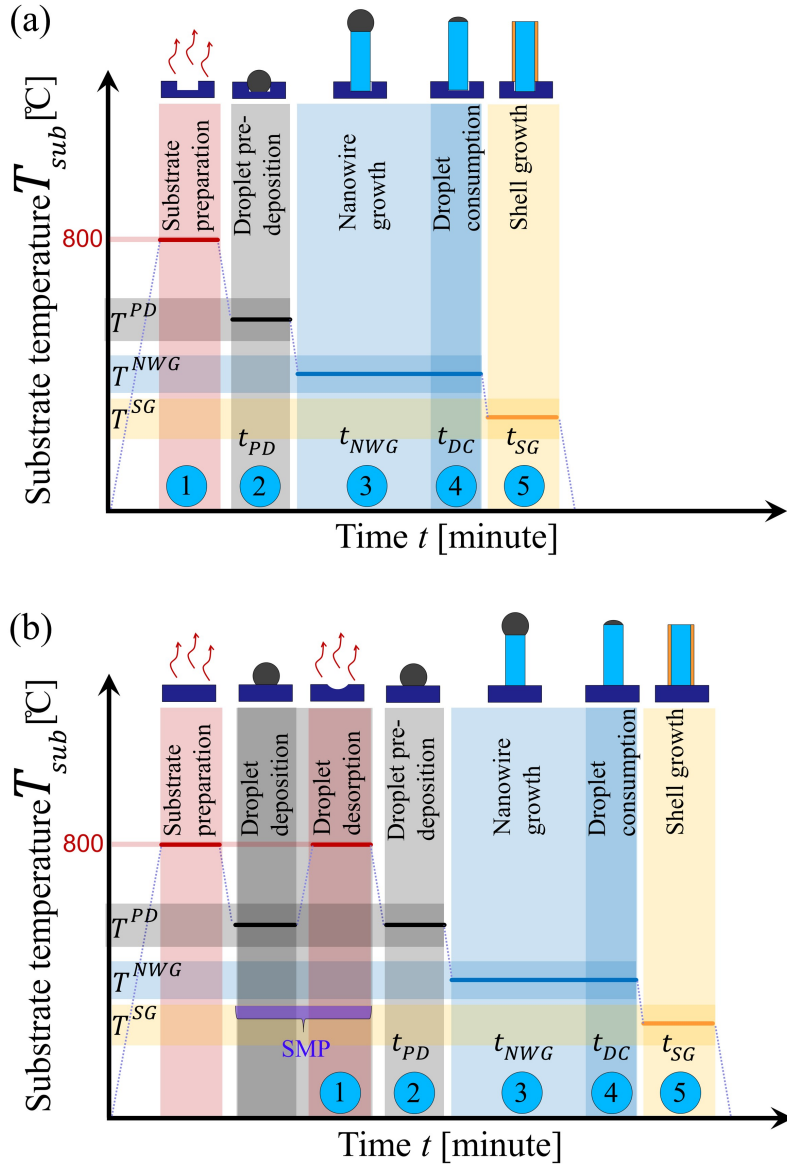 (a)
Substrate temperature T_sub [℃]
Substrate
preparation
Droplet pre-
deposition
Nanowire
growth
Droplet
consumption
Shell growth
800
T^PD
T^NWG
T^SG
t_PD
t_NWG
t_DC
t_SG
1
2
3
4
5
Time t [minute]
(b)
Substrate temperature T_sub [℃]
Substrate
preparation
Droplet
deposition
Droplet
desorption
Droplet pre-
deposition
Nanowire
growth
Droplet
consumption
Shell growth
800
T^PD
T^NWG
T^SG
SMP
t_PD
t_NWG
t_DC
t_SG
1
2
3
4
5
Time t [minute]